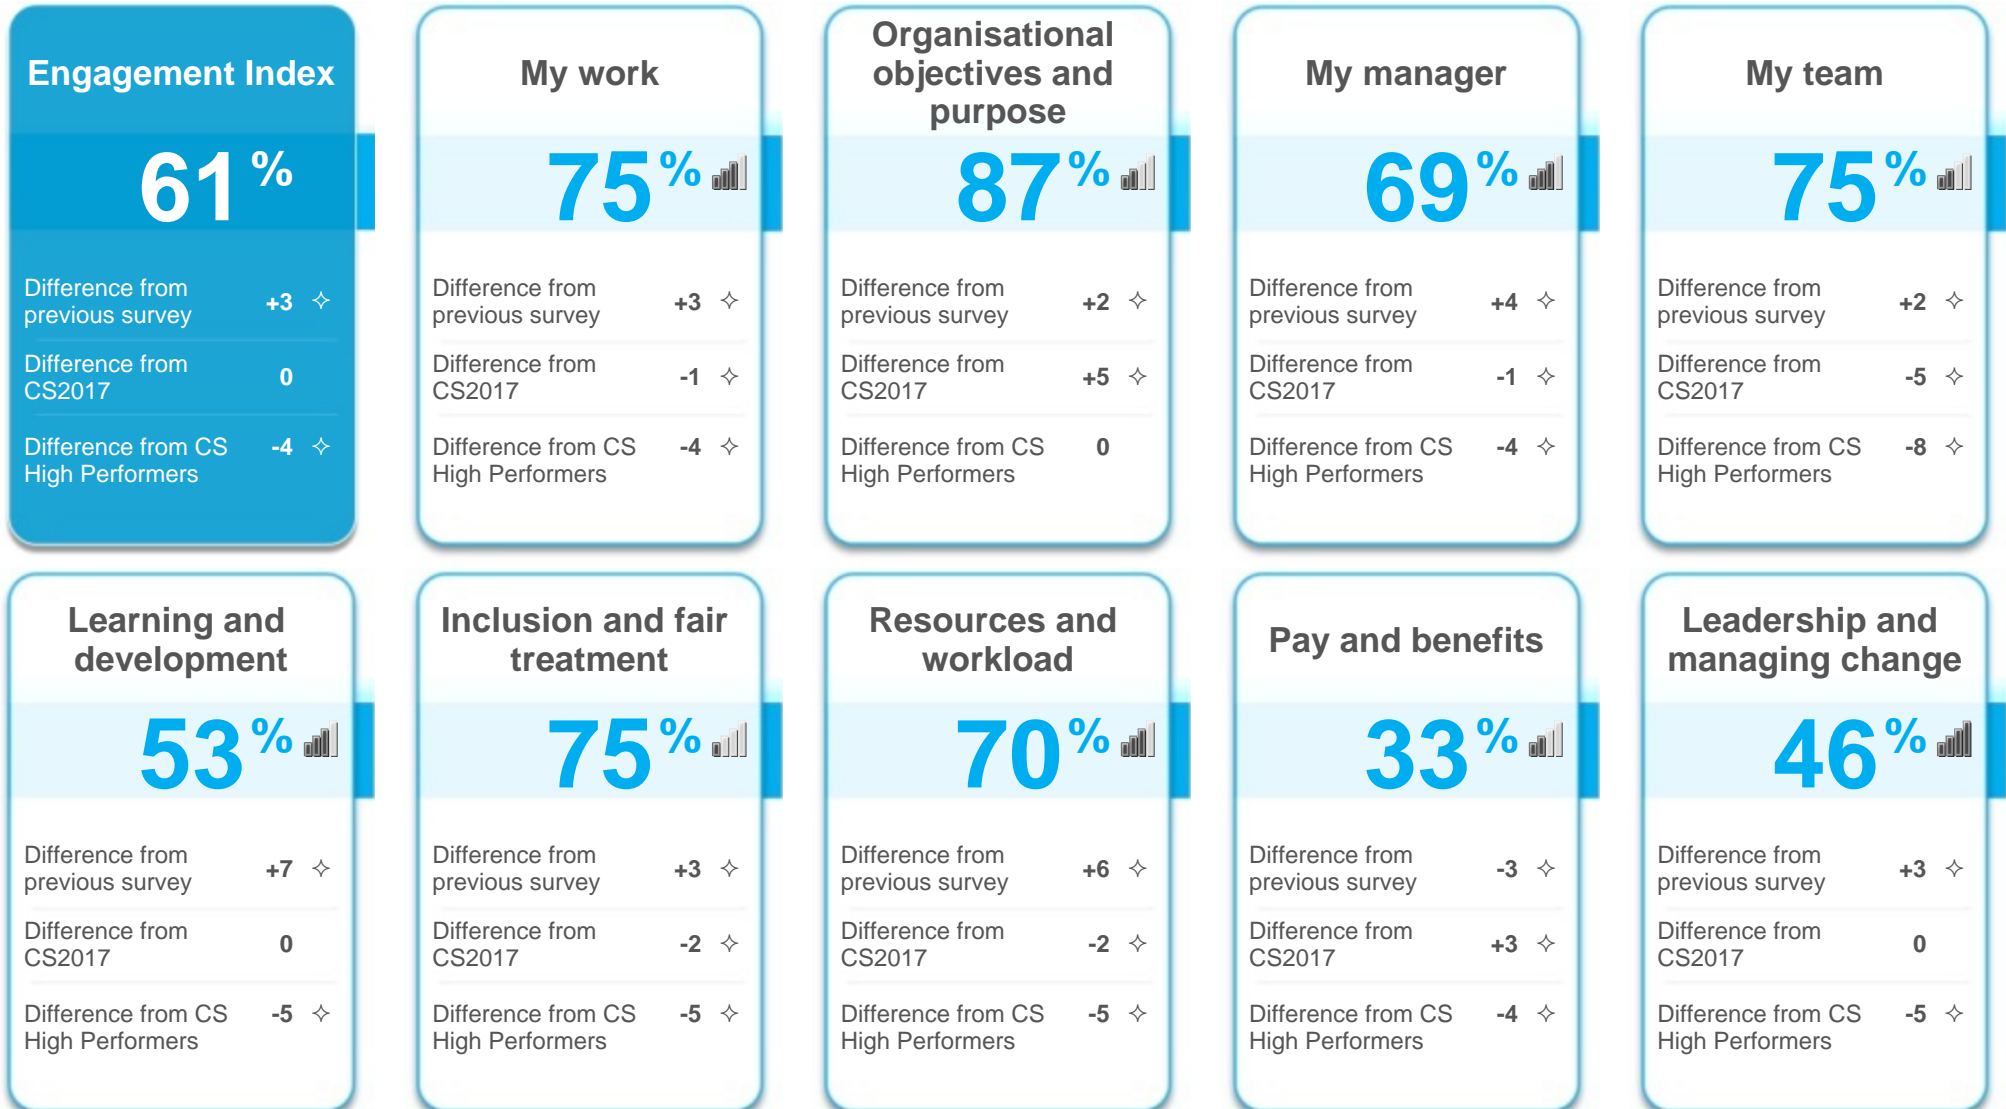 Engagement Index
61%
Difference from
previous survey +3 ✧
Difference from
CS2017 0
Difference from CS
High Performers -4 ✧
My work
75%
Difference from
previous survey +3 ✧
Difference from
CS2017 -1 ✧
Difference from CS
High Performers -4 ✧
Organisational
objectives and
purpose
87%
Difference from
previous survey +2 ✧
Difference from
CS2017 +5 ✧
Difference from CS
High Performers 0
My manager
69%
Difference from
previous survey +4 ✧
Difference from
CS2017 -1 ✧
Difference from CS
High Performers -4 ✧
My team
75%
Difference from
previous survey +2 ✧
Difference from
CS2017 -5 ✧
Difference from CS
High Performers -8 ✧
Learning and
development
53%
Difference from
previous survey +7 ✧
Difference from
CS2017 0
Difference from CS
High Performers -5 ✧
Inclusion and fair
treatment
75%
Difference from
previous survey +3 ✧
Difference from
CS2017 -2 ✧
Difference from CS
High Performers -5 ✧
Resources and
workload
70%
Difference from
previous survey +6 ✧
Difference from
CS2017 -2 ✧
Difference from CS
High Performers -5 ✧
Pay and benefits
33%
Difference from
previous survey -3 ✧
Difference from
CS2017 +3 ✧
Difference from CS
High Performers -4 ✧
Leadership and
managing change
46%
Difference from
previous survey +3 ✧
Difference from
CS2017 0
Difference from CS
High Performers -5 ✧